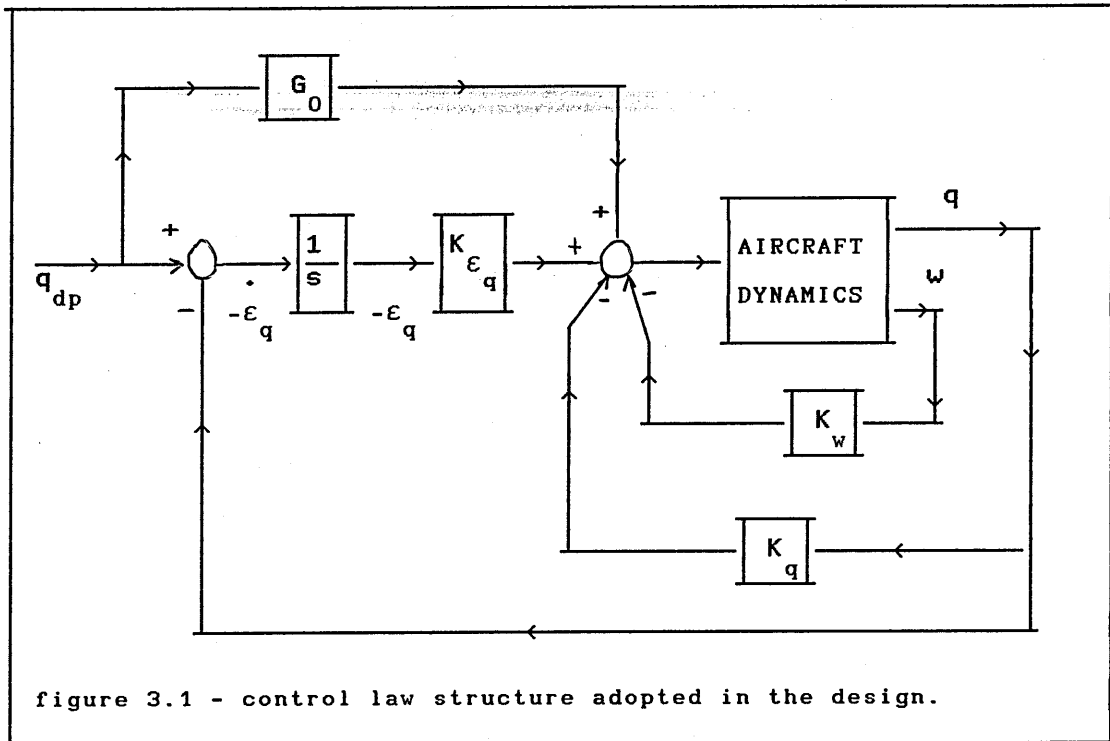 G0
+
q
+
+
1
s
K εq
AIRCRAFT
DYNAMICS
w
qdp
-
-ε̇q
-εq
-
-
Kw
Kq
figure 3.1 - control law structure adopted in the design.